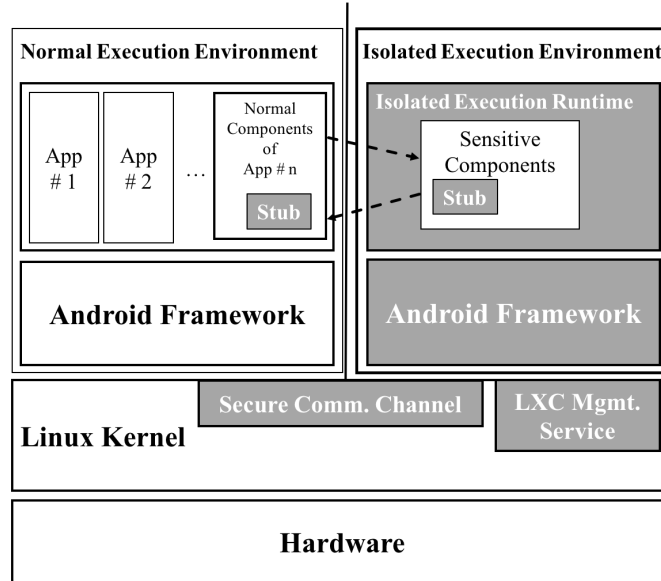 Normal Execution Environment
App
# 1
App
# 2
...
Normal
Components
of
App # n
Stub
Android Framework
Isolated Execution Environment
Isolated Execution Runtime
Sensitive
Components
Stub
Android Framework
Linux Kernel
Secure Comm. Channel
LXC Mgmt.
Service
Hardware